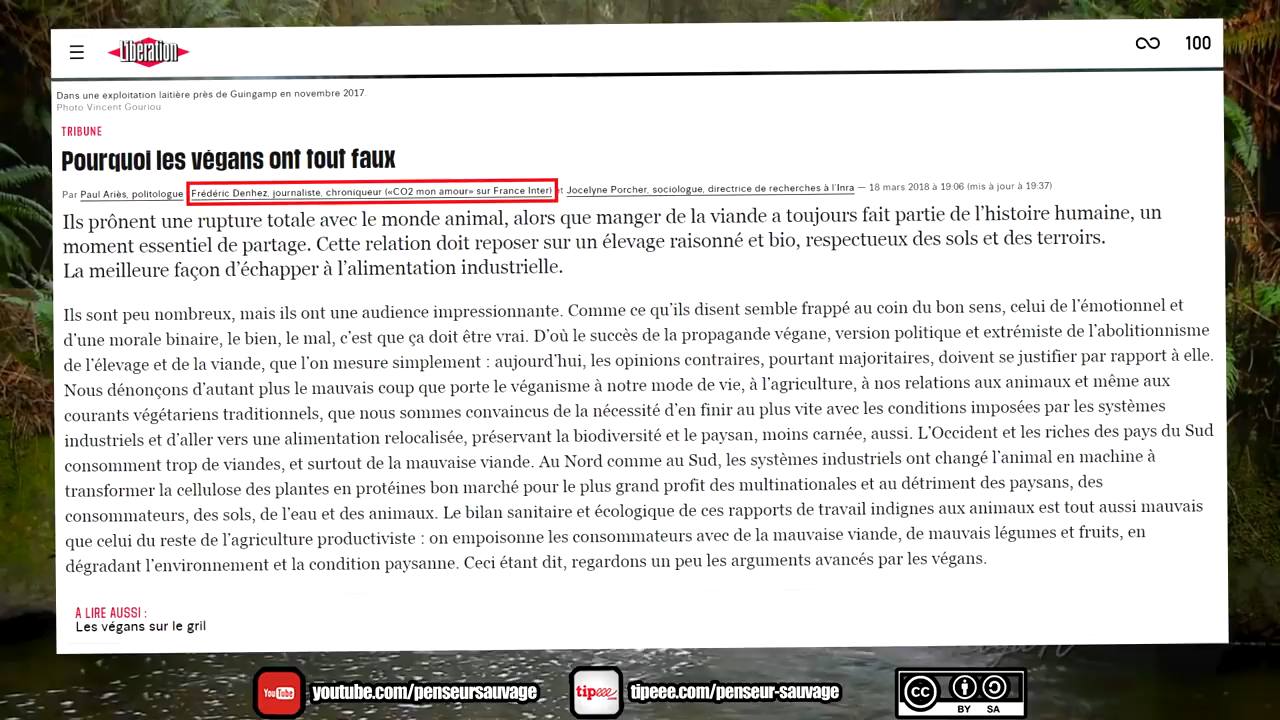 Libération
100
Dans une exploitation laitière près de Guingamp en novembre 2017.
Photo Vincent Gouriou
TRIBUNE
Pourquoi les végans ont tout faux
Par Paul Ariès, politologue Frédéric Denhez, journaliste, chroniqueur («CO2 mon amour» sur France Inter) et Jocelyne Porcher, sociologue, directrice de recherches à l'Inra — 18 mars 2018 à 19:06 (mis à jour à 19:37)
Ils prônent une rupture totale avec le monde animal, alors que manger de la viande a toujours fait partie de l'histoire humaine, un
moment essentiel de partage. Cette relation doit reposer sur un élevage raisonné et bio, respectueux des sols et des terroirs.
La meilleure façon d'échapper à l'alimentation industrielle.
Ils sont peu nombreux, mais ils ont une audience impressionnante. Comme ce qu'ils disent semble frappé au coin du bon sens, celui de l'émotionnel et
d'une morale binaire, le bien, le mal, c'est que ça doit être vrai. D'où le succès de la propagande végane, version politique et extrémiste de l'abolitionnisme
de l'élevage et de la viande, que l'on mesure simplement : aujourd'hui, les opinions contraires, pourtant majoritaires, doivent se justifier par rapport à elle.
Nous dénonçons d'autant plus le mauvais coup que porte le véganisme à notre mode de vie, à l'agriculture, à nos relations aux animaux et même aux
courants végétariens traditionnels, que nous sommes convaincus de la nécessité d'en finir au plus vite avec les conditions imposées par les systèmes
industriels et d'aller vers une alimentation relocalisée, préservant la biodiversité et le paysan, moins carnée, aussi. L'Occident et les riches des pays du Sud
consomment trop de viandes, et surtout de la mauvaise viande. Au Nord comme au Sud, les systèmes industriels ont changé l'animal en machine à
transformer la cellulose des plantes en protéines bon marché pour le plus grand profit des multinationales et au détriment des paysans, des
consommateurs, des sols, de l'eau et des animaux. Le bilan sanitaire et écologique de ces rapports de travail indignes aux animaux est tout aussi mauvais
que celui du reste de l'agriculture productiviste : on empoisonne les consommateurs avec de la mauvaise viande, de mauvais légumes et fruits, en
dégradant l'environnement et la condition paysanne. Ceci étant dit, regardons un peu les arguments avancés par les végans.
A LIRE AUSSI :
Les végans sur le gril
YouTube youtube.com/penseursauvage
tipeee tipeee.com/penseur-sauvage
cc BY SA